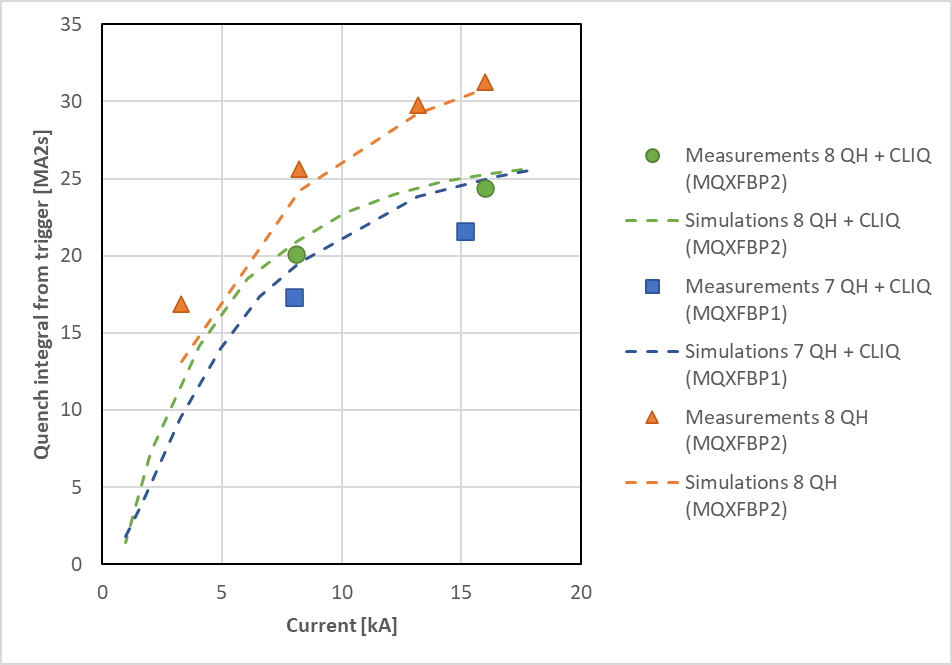 35
30
25
20
15
10
5
0
0 5 10 15 20
Quench integral from trigger [MA2s]
Current [kA]
Measurements 8 QH + CLIQ
(MQXFBP2)
Simulations 8 QH + CLIQ
(MQXFBP2)
Measurements 7 QH + CLIQ
(MQXFBP1)
Simulations 7 QH + CLIQ
(MQXFBP1)
Measurements 8 QH
(MQXFBP2)
Simulations 8 QH
(MQXFBP2)